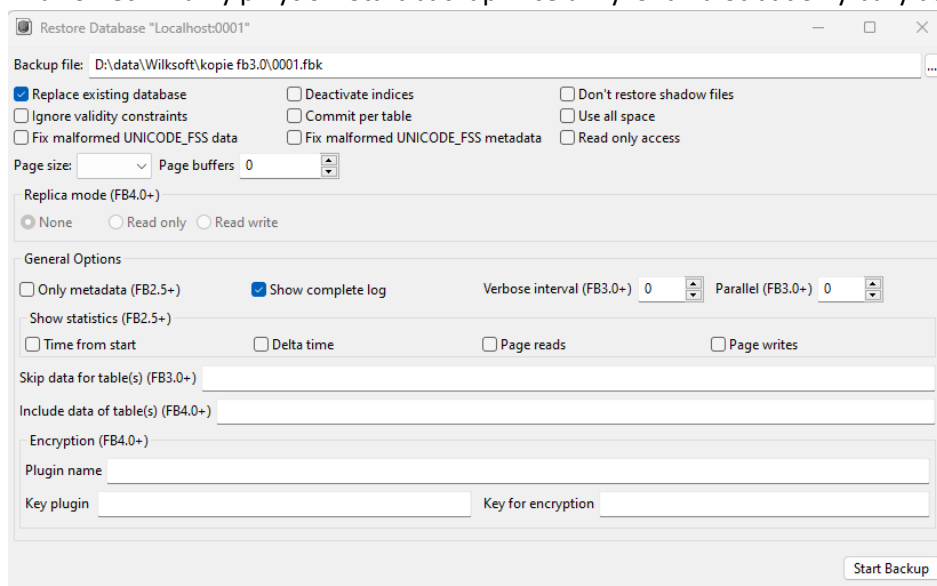 Restore Database "Localhost:0001"
Backup file: D:\data\Wilksoft\kopie fb3.0\0001.fbk ...
Replace existing database Deactivate indices Don't restore shadow files
Ignore validity constraints Commit per table Use all space
Fix malformed UNICODE_FSS data Fix malformed UNICODE_FSS metadata Read only access
Page size: Page buffers 0
Replica mode (FB4.0+)
None Read only Read write
General Options
Only metadata (FB2.5+) Show complete log Verbose interval (FB3.0+) 0 Parallel (FB3.0+) 0
Show statistics (FB2.5+)
Time from start Delta time Page reads Page writes
Skip data for table(s) (FB3.0+)
Include data of table(s) (FB4.0+)
Encryption (FB4.0+)
Plugin name
Key plugin Key for encryption
Start Backup